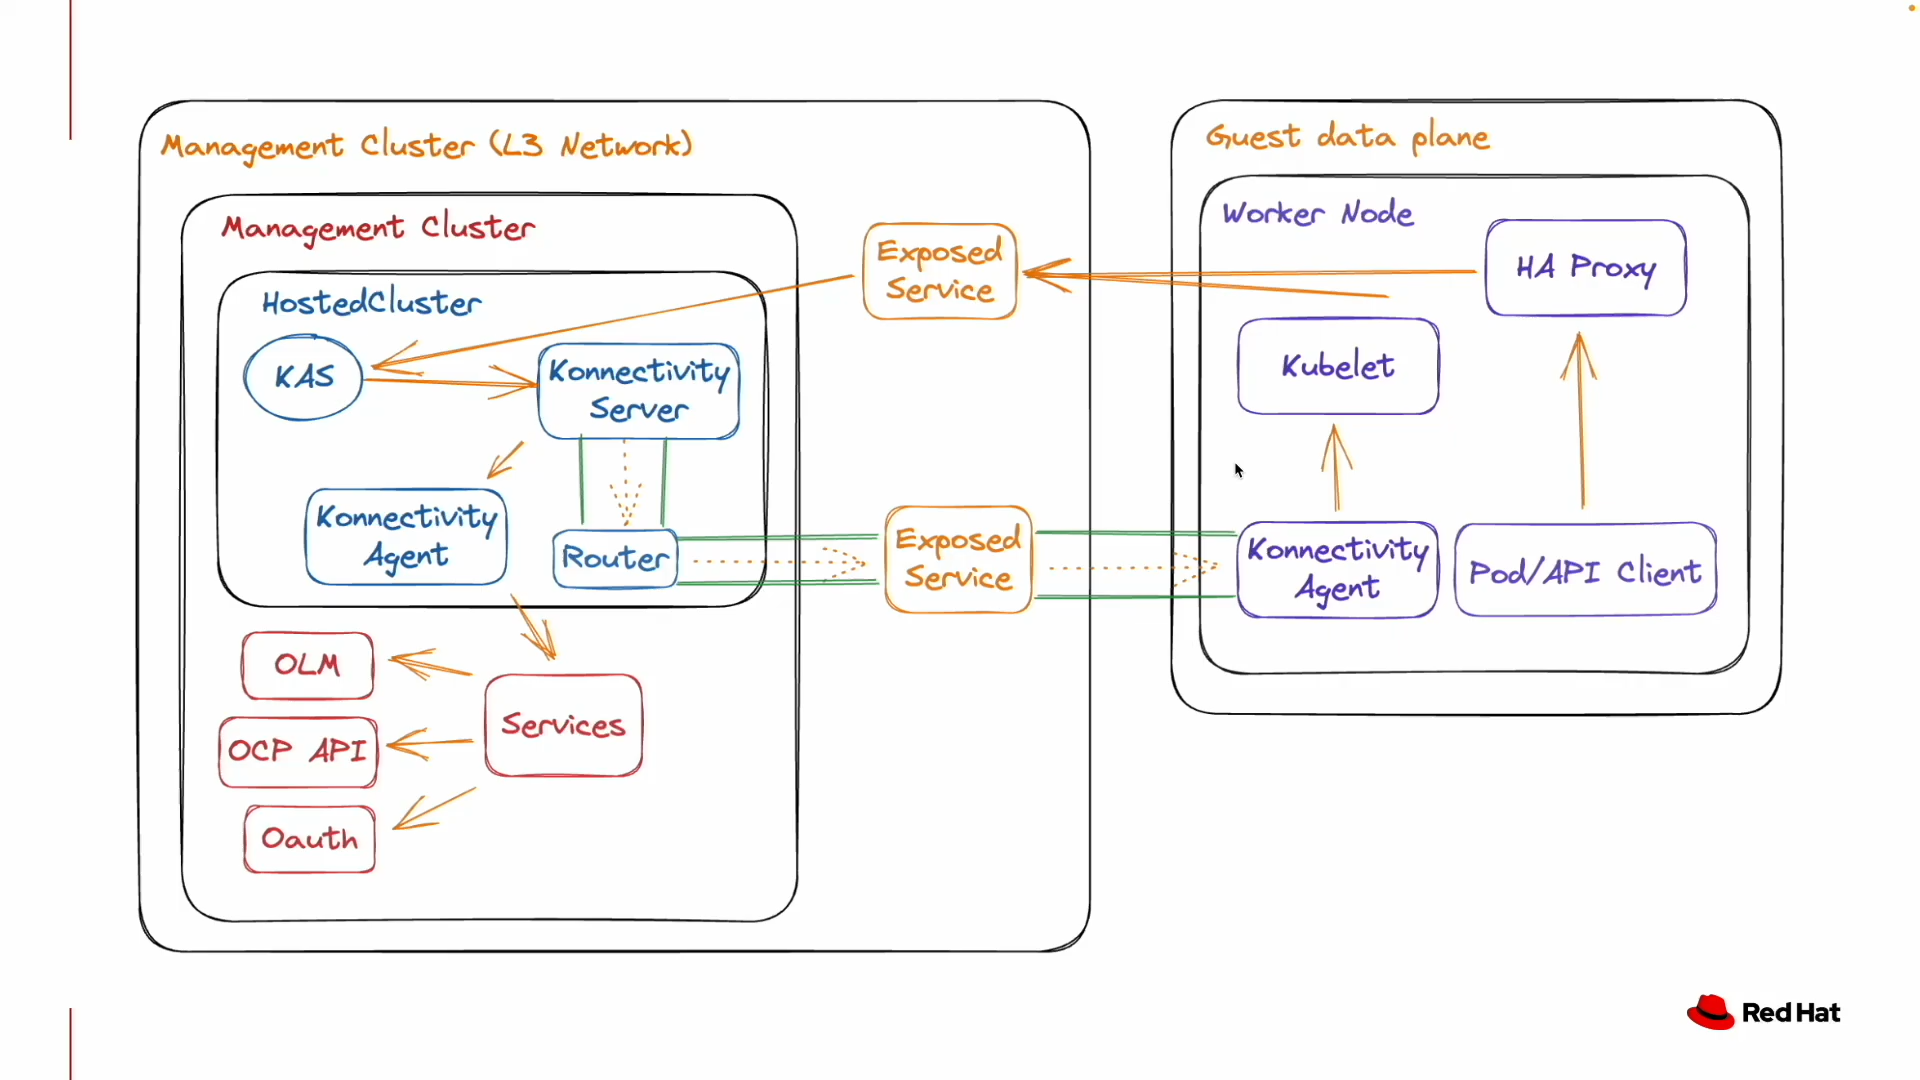 Management Cluster (L3 Network)
Management Cluster
HostedCluster
KAS
Konnectivity
Server
Konnectivity
Agent
Router
OLM
OCP API
Oauth
Services
Exposed
Service
Exposed
Service
Guest data plane
Worker Node
HA Proxy
Kubelet
Konnectivity
Agent
Pod/API Client
Red Hat